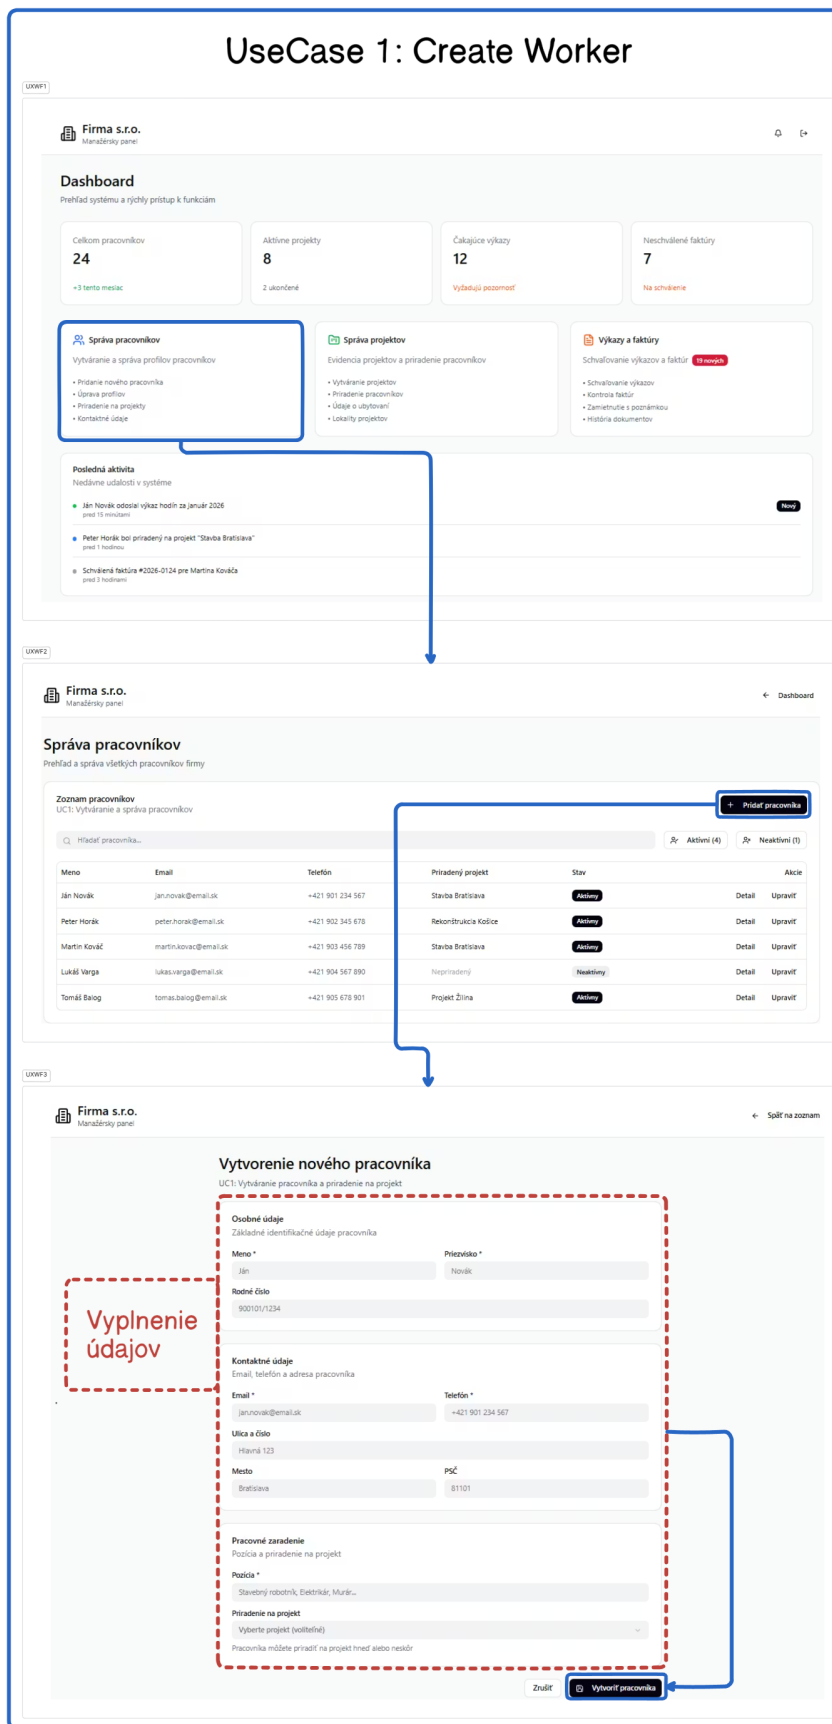 UseCase 1: Create Worker
UXWF1
Firma s.r.o.
Manažérsky panel
Dashboard
Prehľad systému a rýchly prístup k funkciám
Celkom pracovníkov
24
+3 tento mesiac
Aktívne projekty
8
2 ukončené
Čakajúce výkazy
12
Vyžadujú pozornosť
Neschválené faktúry
7
Na schválenie
Správa pracovníkov
Vytváranie a správa profilov pracovníkov
• Pridanie nového pracovníka
• Úprava profilov
• Priradenie na projekty
• Kontaktné údaje
Správa projektov
Evidencia projektov a priradenie pracovníkov
• Vytváranie projektov
• Priradenie pracovníkov
• Údaje o ubytovaní
• Lokality projektov
Výkazy a faktúry
Schvaľovanie výkazov a faktúr 19 nových
• Schvaľovanie výkazov
• Kontrola faktúr
• Zamietnutie s poznámkou
• História dokumentov
Posledná aktivita
Nedávne udalosti v systéme
Ján Novák odoslal výkaz hodín za január 2026
pred 15 minútami
Nový
Peter Horák bol priradený na projekt "Stavba Bratislava"
pred 1 hodinou
Schválená faktúra #2026-0124 pre Martina Kováča
pred 3 hodinami
UXWF2
Firma s.r.o.
Manažérsky panel
← Dashboard
Správa pracovníkov
Prehľad a správa všetkých pracovníkov firmy
Zoznam pracovníkov
UC1: Vytváranie a správa pracovníkov
+ Pridať pracovníka
Hľadať pracovníka...
Aktívni (4)
Neaktívni (1)
Meno Email Telefón Priradený projekt Stav Akcie
Ján Novák jan.novak@email.sk +421 901 234 567 Stavba Bratislava Aktívny Detail Upraviť
Peter Horák peter.horak@email.sk +421 902 345 678 Rekonštrukcia Košice Aktívny Detail Upraviť
Martin Kováč martin.kovac@email.sk +421 903 456 789 Stavba Bratislava Aktívny Detail Upraviť
Lukáš Varga lukas.varga@email.sk +421 904 567 890 Nepriradený Neaktívny Detail Upraviť
Tomáš Balog tomas.balog@email.sk +421 905 678 901 Projekt Žilina Aktívny Detail Upraviť
UXWF3
Firma s.r.o.
Manažérsky panel
← Späť na zoznam
Vytvorenie nového pracovníka
UC1: Vytváranie pracovníka a priradenie na projekt
Vyplnenie
údajov
Osobné údaje
Základné identifikačné údaje pracovníka
Meno * Priezvisko *
Ján Novák
Rodné číslo
900101/1234
Kontaktné údaje
Email, telefón a adresa pracovníka
Email * Telefón *
jan.novak@email.sk +421 901 234 567
Ulica a číslo
Hlavná 123
Mesto PSČ
Bratislava 81101
Pracovné zaradenie
Pozícia a priradenie na projekt
Pozícia *
Stavebný robotník, Elektrikár, Murár...
Priradenie na projekt
Vyberte projekt (voliteľné)
Pracovníka môžete priradiť na projekt hneď alebo neskôr
Zrušiť
Vytvoriť pracovníka